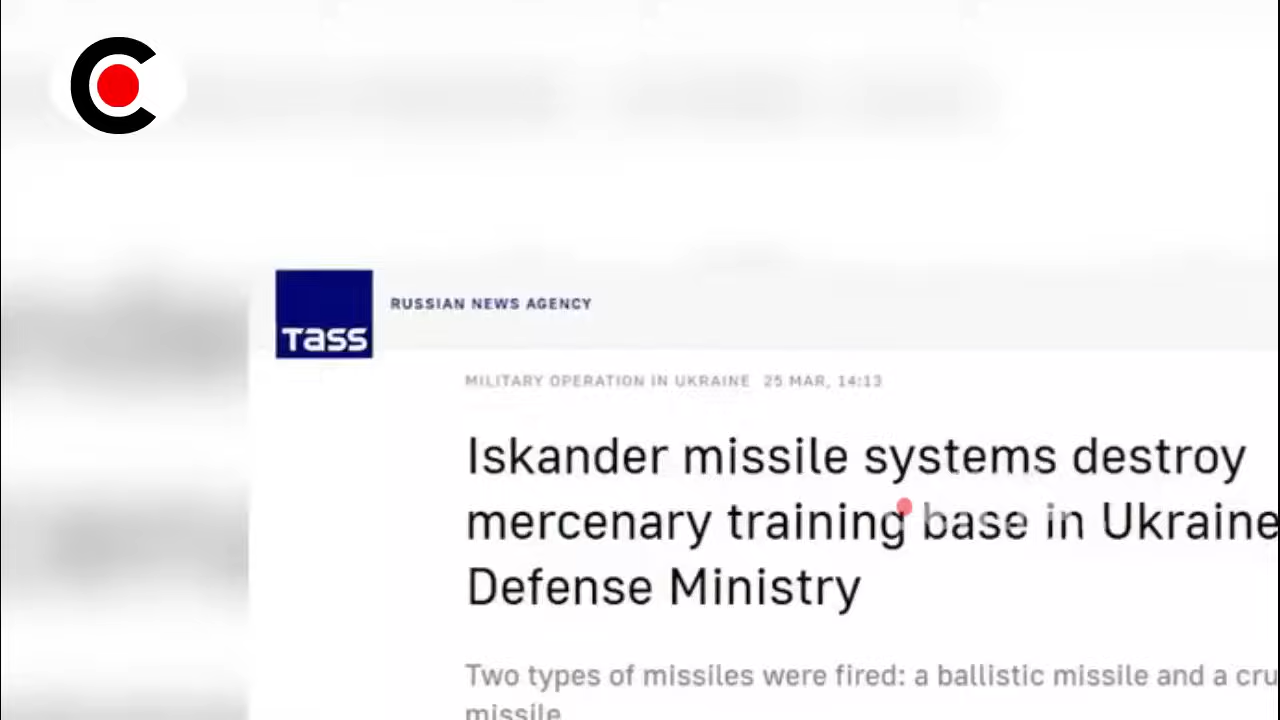 Tass
RUSSIAN NEWS AGENCY
MILITARY OPERATION IN UKRAINE 25 MAR, 14:13
Iskander missile systems destroy
mercenary training base in Ukraine
Defense Ministry
Two types of missiles were fired: a ballistic missile and a cru
missile